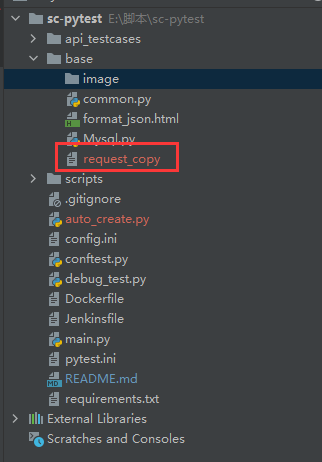 sc-pytest E:\脚本\sc-pytest
api_testcases
base
image
common.py
format_json.html
Mysql.py
request_copy
scripts
.gitignore
auto_create.py
config.ini
conftest.py
debug_test.py
Dockerfile
Jenkinsfile
main.py
pytest.ini
README.md
requirements.txt
External Libraries
Scratches and Consoles